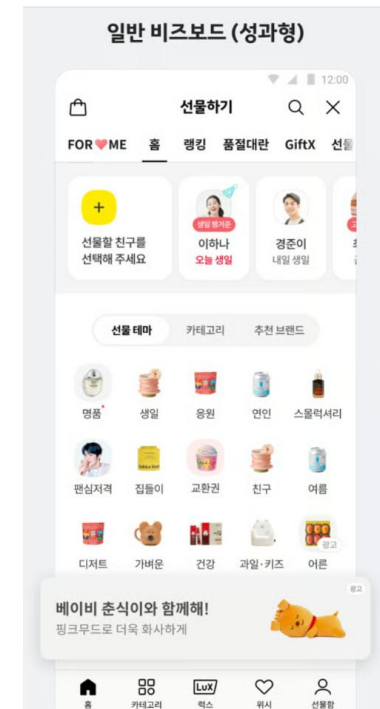 일반 비즈보드 (성과형)
12:00
선물하기
FOR ME 홈 랭킹 품절대란 GiftX 선물
생일 챙겨준
선물할 친구를 이하나 경준이
선택해 주세요 오늘 생일 내일 생일
선물 테마 카테고리 추천 브랜드
명품 생일 응원 연인 스몰럭셔리
팬심저격 집들이 교환권 친구 여름
광고
디저트 가벼운 건강 과일·키즈 어른
광고
베이비 춘식이와 함께해!
핑크무드로 더욱 화사하게
LUX
홈 카테고리 럭스 위시 선물함